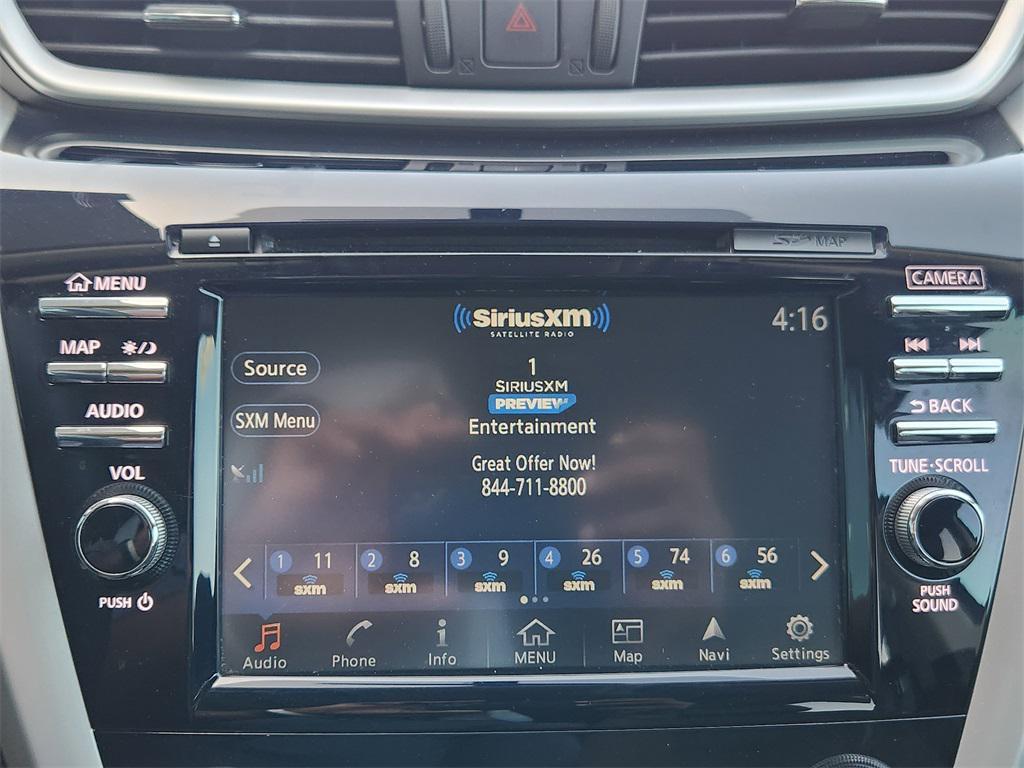 MAP
MENU
CAMERA
SiriusXM
SATELLITE RADIO
4:16
MAP
Source
1
SIRIUSXM
PREVIEW
Entertainment
AUDIO
SXM Menu
BACK
Great Offer Now!
844-711-8800
VOL
TUNE·SCROLL
1 11 2 8 3 9 4 26 5 74 6 56
sxm sxm sxm sxm sxm sxm
PUSH
PUSH
SOUND
Audio Phone Info MENU Map Navi Settings